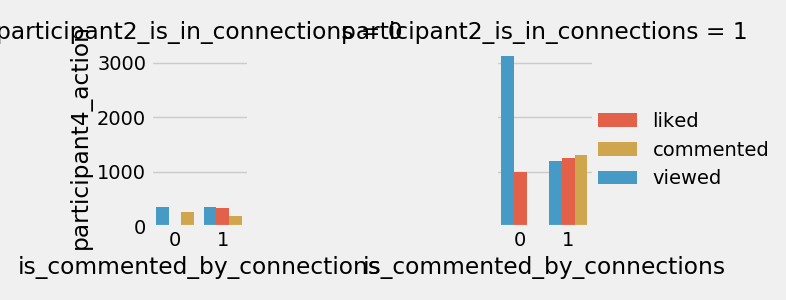 participant2_is_in_connections = 0
participant2_is_in_connections = 1
participant4_action
3000
2000
1000
0
0 1
0 1
is_commented_by_connections
is_commented_by_connections
liked
commented
viewed